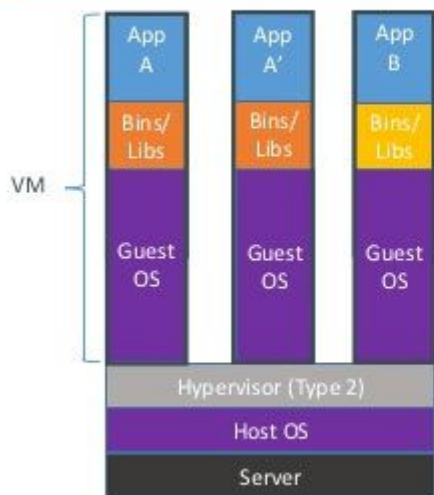 App
A
App
A'
App
B
Bins/
Libs
Bins/
Libs
Bins/
Libs
VM
Guest
OS
Guest
OS
Guest
OS
Hypervisor (Type 2)
Host OS
Server